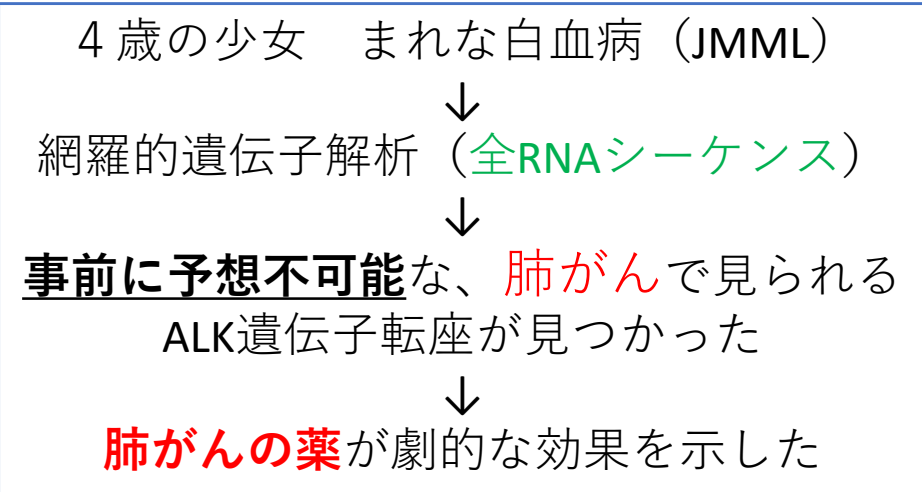 ４歳の少女　まれな白血病（JMML）
↓
網羅的遺伝子解析（全RNAシーケンス）
↓
事前に予想不可能な、肺がんで見られる
ALK遺伝子転座が見つかった
↓
肺がんの薬が劇的な効果を示した